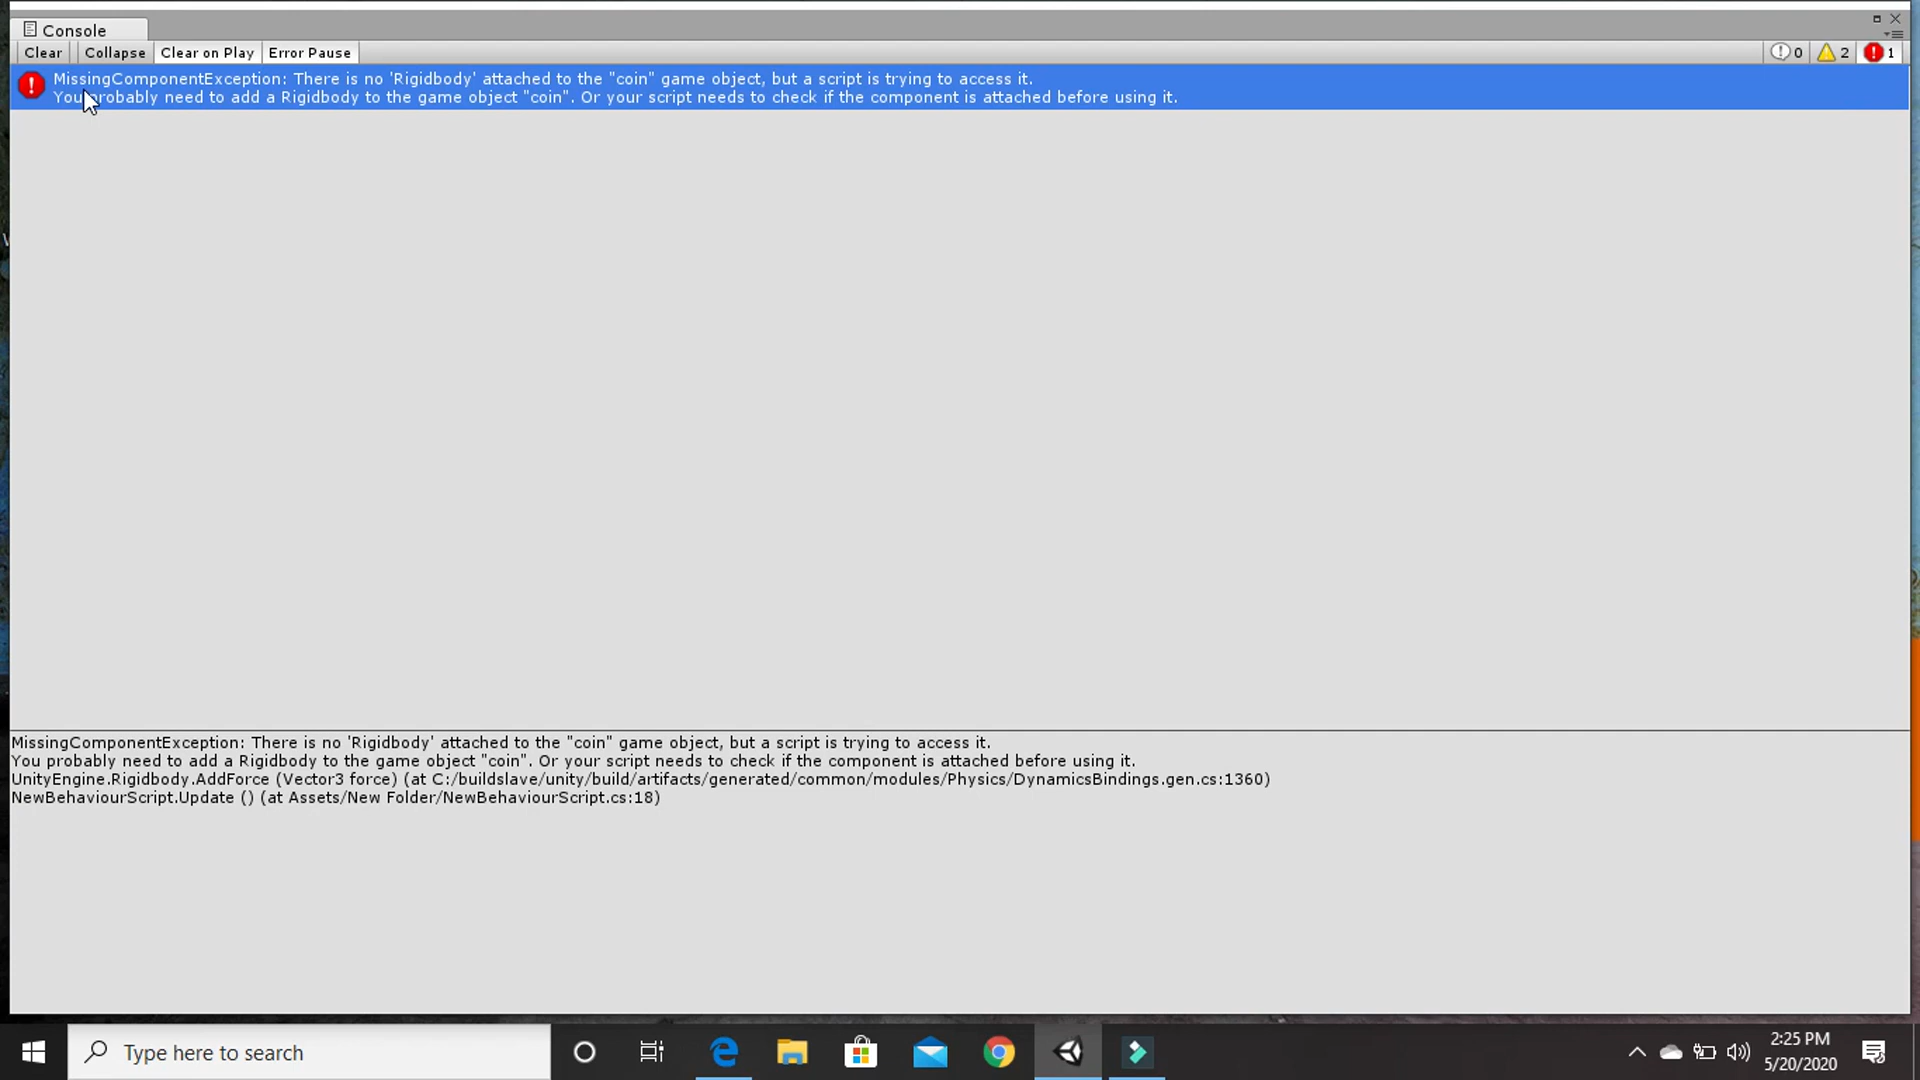 Console
Clear Collapse Clear on Play Error Pause 0 2 1
MissingComponentException: There is no 'Rigidbody' attached to the "coin" game object, but a script is trying to access it.
You probably need to add a Rigidbody to the game object "coin". Or your script needs to check if the component is attached before using it.
MissingComponentException: There is no 'Rigidbody' attached to the "coin" game object, but a script is trying to access it.
You probably need to add a Rigidbody to the game object "coin". Or your script needs to check if the component is attached before using it.
UnityEngine.Rigidbody.AddForce (Vector3 force) (at C:/buildslave/unity/build/artifacts/generated/common/modules/Physics/DynamicsBindings.gen.cs:1360)
NewBehaviourScript.Update () (at Assets/New Folder/NewBehaviourScript.cs:18)
Type here to search
2:25 PM
5/20/2020